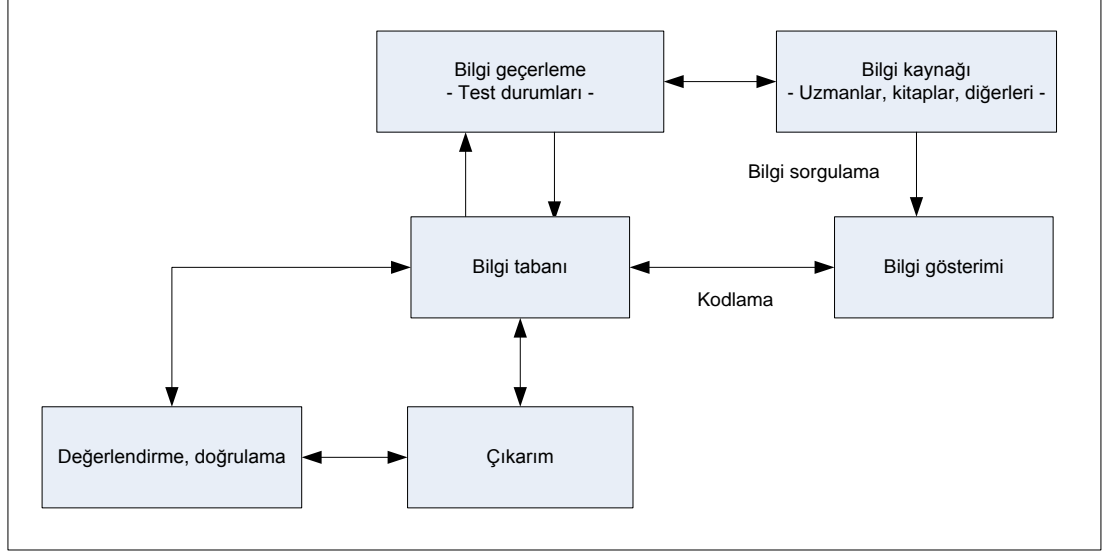 Bilgi geçerleme
- Test durumları -
Bilgi kaynağı
- Uzmanlar, kitaplar, diğerleri -
Bilgi sorgulama
Bilgi tabanı
Bilgi gösterimi
Kodlama
Değerlendirme, doğrulama
Çıkarım